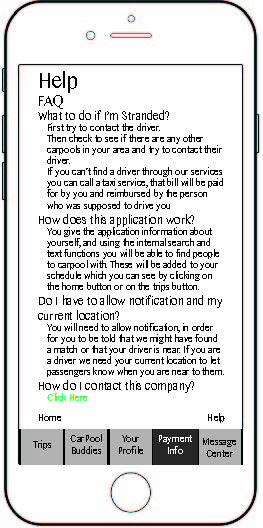 Help
FAQ
What to do if I'm Stranded?
First try to contact the driver.
Then check to see if there are any other
carpools in your area and try to contact their
driver.
If you can't find a driver through our services
you can call a taxi service, that bill will be paid
for by you and reimbursed by the person
who was supposed to drive you
How does this application work?
You give the application information about
yourself, and using the internal search and
text functions you will be able to find people
to carpool with. These will be added to your
schedule which you can see by clicking on
the home button or on the trips button.
Do I have to allow notification and my
current location?
You will need to allow notification, in order
for you to be told that we might have found
a match or that your driver is near. If you are
a driver we need your current location to let
passengers know when you are near to them.
How do I contact this company?
Click Here
Home Help
Trips
Car Pool
Buddies
Your
Profile
Payment
Info
Message
Center